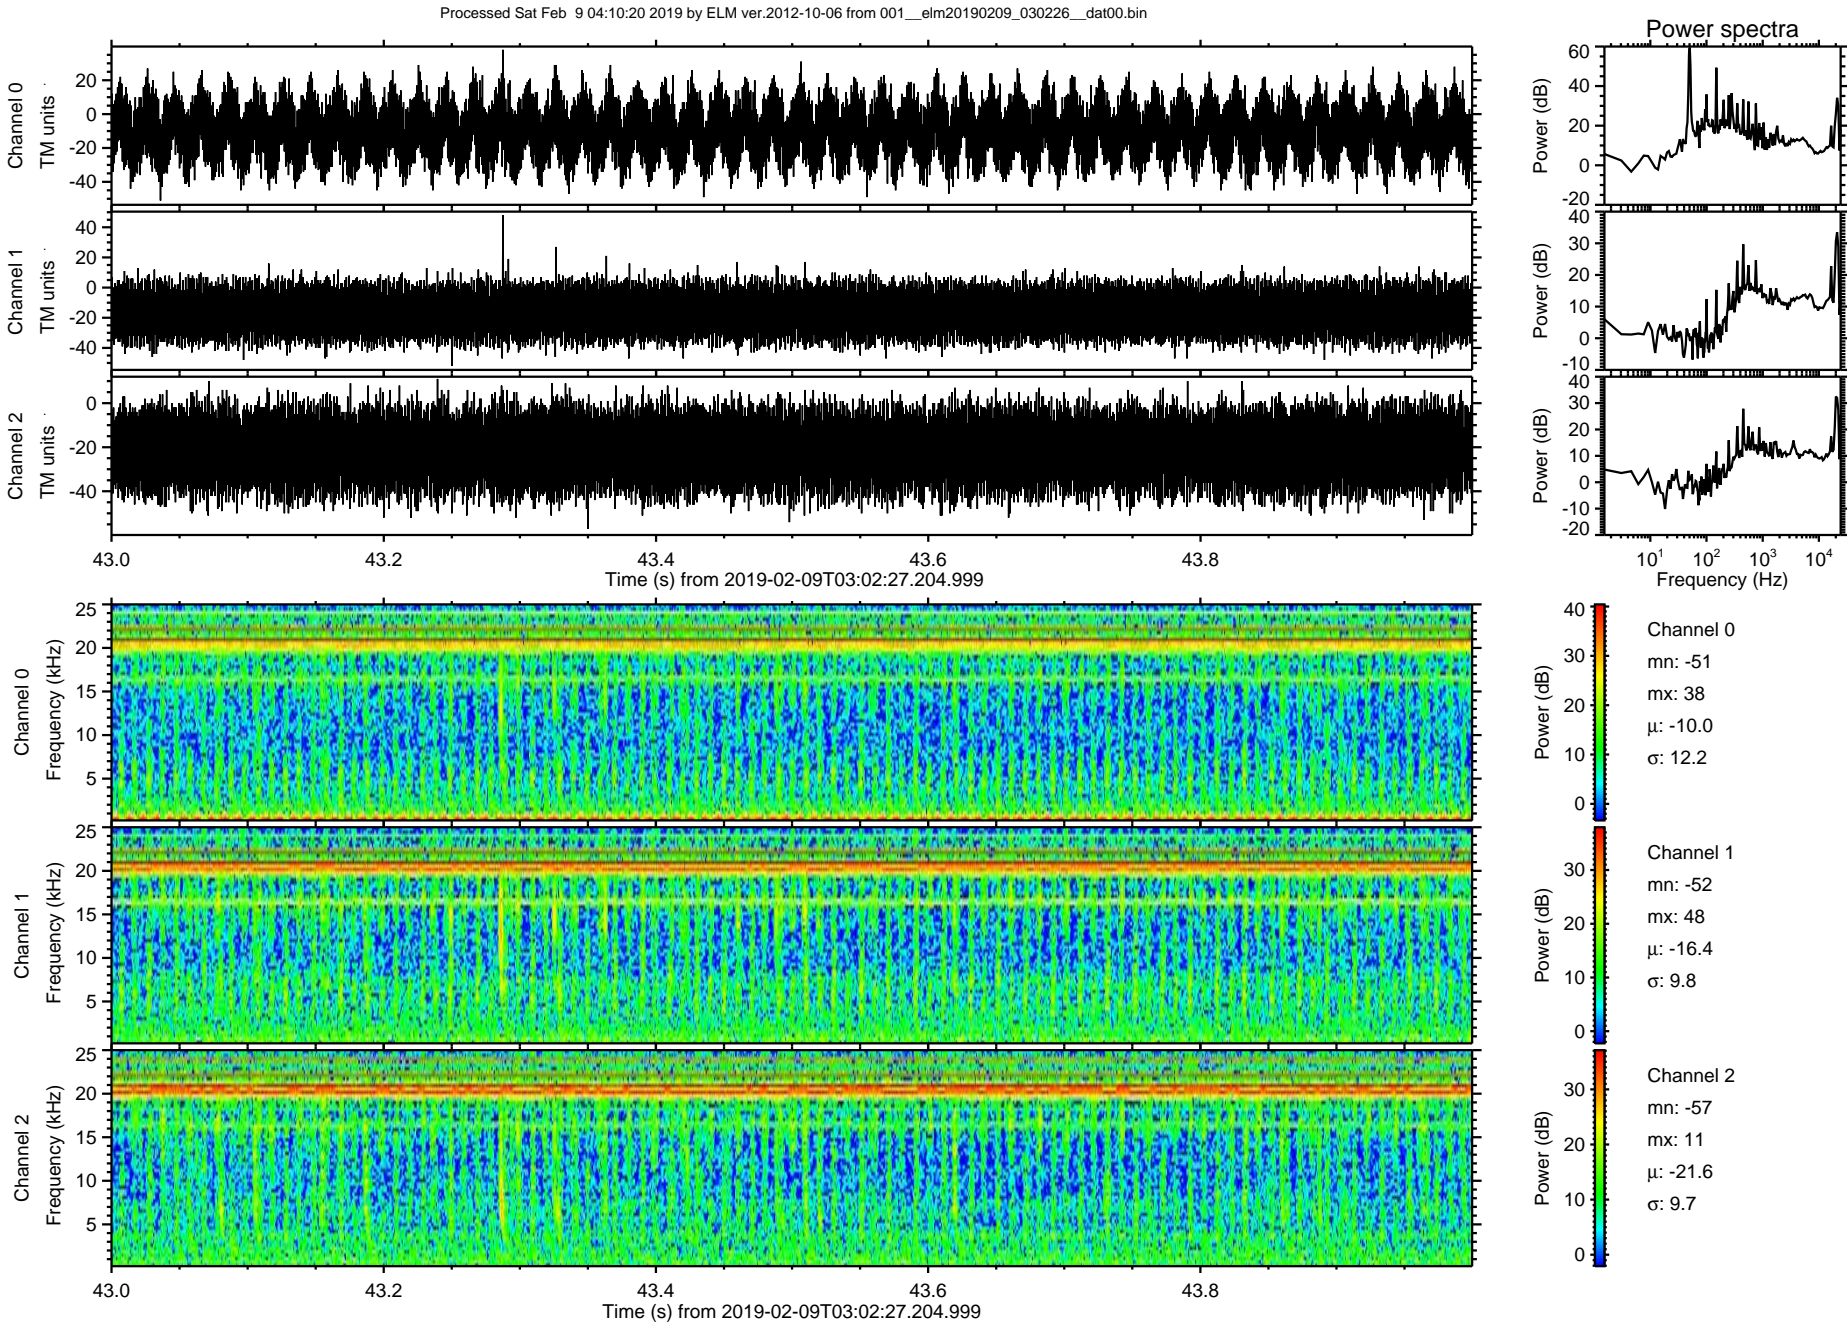 Processed Sat Feb 9 04:10:20 2019 by ELM ver.2012-10-06 from 001__elm20190209_030226__dat00.bin
Power spectra
Channel 0
TM units
20
0
-20
-40
Power (dB)
60
40
20
0
-20
Channel 1
TM units
40
20
0
-20
-40
Power (dB)
40
30
20
10
0
-10
Channel 2
TM units
0
-20
-40
Power (dB)
40
30
20
10
0
-10
-20
43.0 43.2 43.4 43.6 43.8
Time (s) from 2019-02-09T03:02:27.204.999
10^1 10^2 10^3 10^4
Frequency (Hz)
Channel 0
Frequency (kHz)
25
20
15
10
5
Power (dB)
40
30
20
10
0
Channel 0
mn: -51
mx: 38
μ: -10.0
σ: 12.2
Channel 1
Frequency (kHz)
25
20
15
10
5
Power (dB)
30
20
10
0
Channel 1
mn: -52
mx: 48
μ: -16.4
σ: 9.8
Channel 2
Frequency (kHz)
25
20
15
10
5
Power (dB)
30
20
10
0
Channel 2
mn: -57
mx: 11
μ: -21.6
σ: 9.7
43.0 43.2 43.4 43.6 43.8
Time (s) from 2019-02-09T03:02:27.204.999